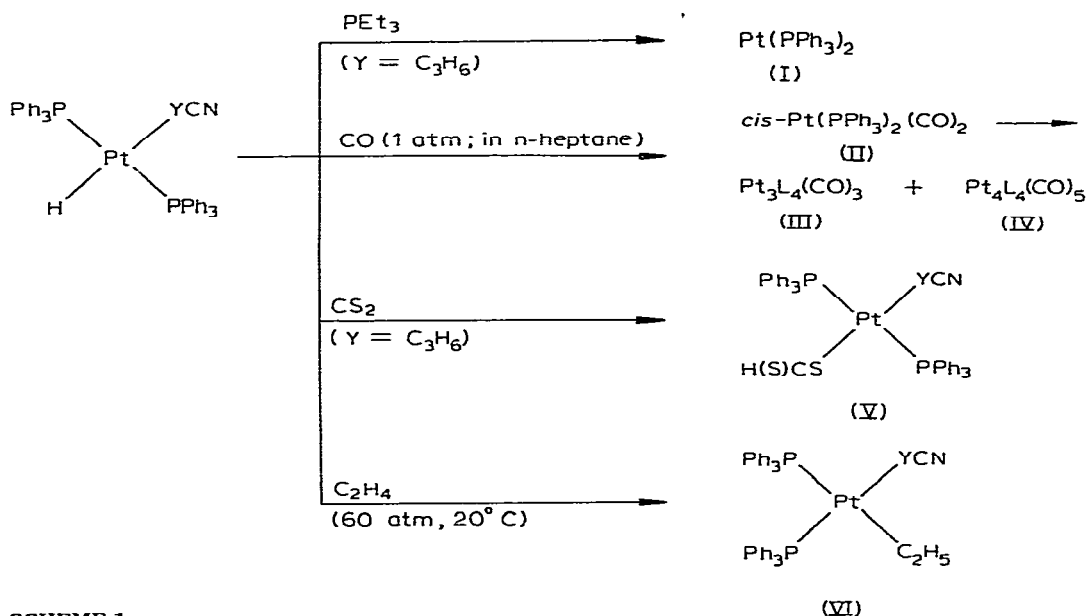 PEt₃
(Y = C₃H₆)
Pt(PPh₃)₂
(I)
Ph₃P
YCN
Pt
H
PPh₃
CO (1 atm; in n-heptane)
cis-Pt(PPh₃)₂(CO)₂
(II)
Pt₃L₄(CO)₃ + Pt₄L₄(CO)₅
(III) (IV)
CS₂
(Y = C₃H₆)
Ph₃P
YCN
Pt
H(S)CS
PPh₃
(V)
C₂H₄
(60 atm, 20°C)
Ph₃P
YCN
Pt
Ph₃P
C₂H₅
(VI)